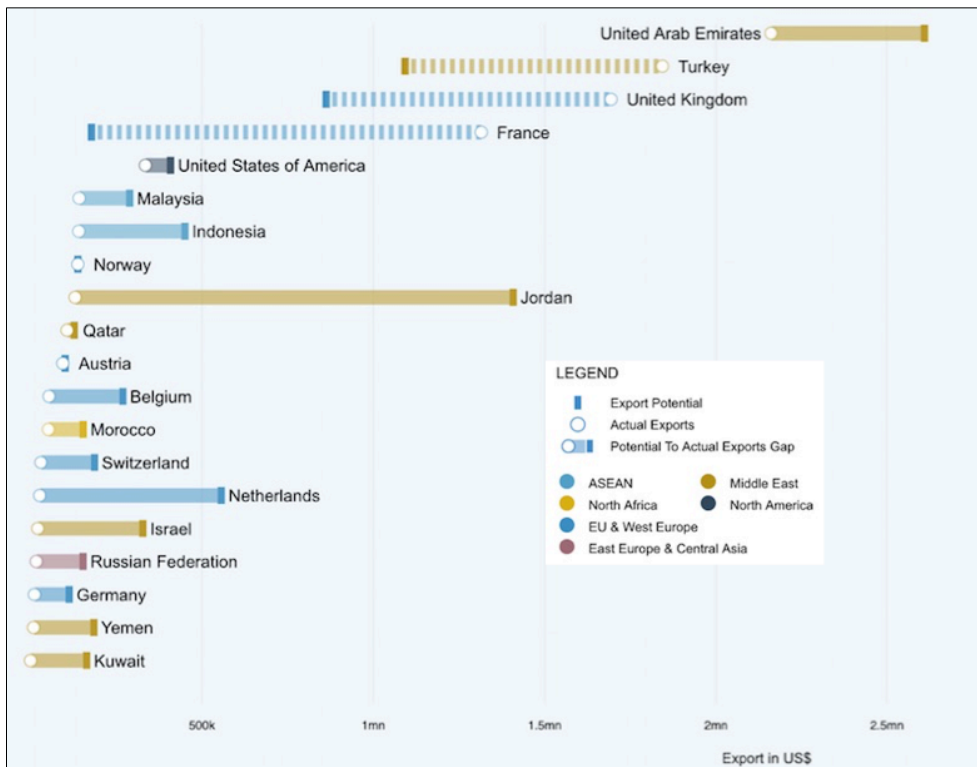 United Arab Emirates
Turkey
United Kingdom
France
United States of America
Malaysia
Indonesia
Norway
Jordan
Qatar
Austria
Belgium
Morocco
Switzerland
Netherlands
Israel
Russian Federation
Germany
Yemen
Kuwait
LEGEND
Export Potential
Actual Exports
Potential To Actual Exports Gap
ASEAN
Middle East
North Africa
North America
EU & West Europe
East Europe & Central Asia
500k 1mn 1.5mn 2mn 2.5mn
Export in US$